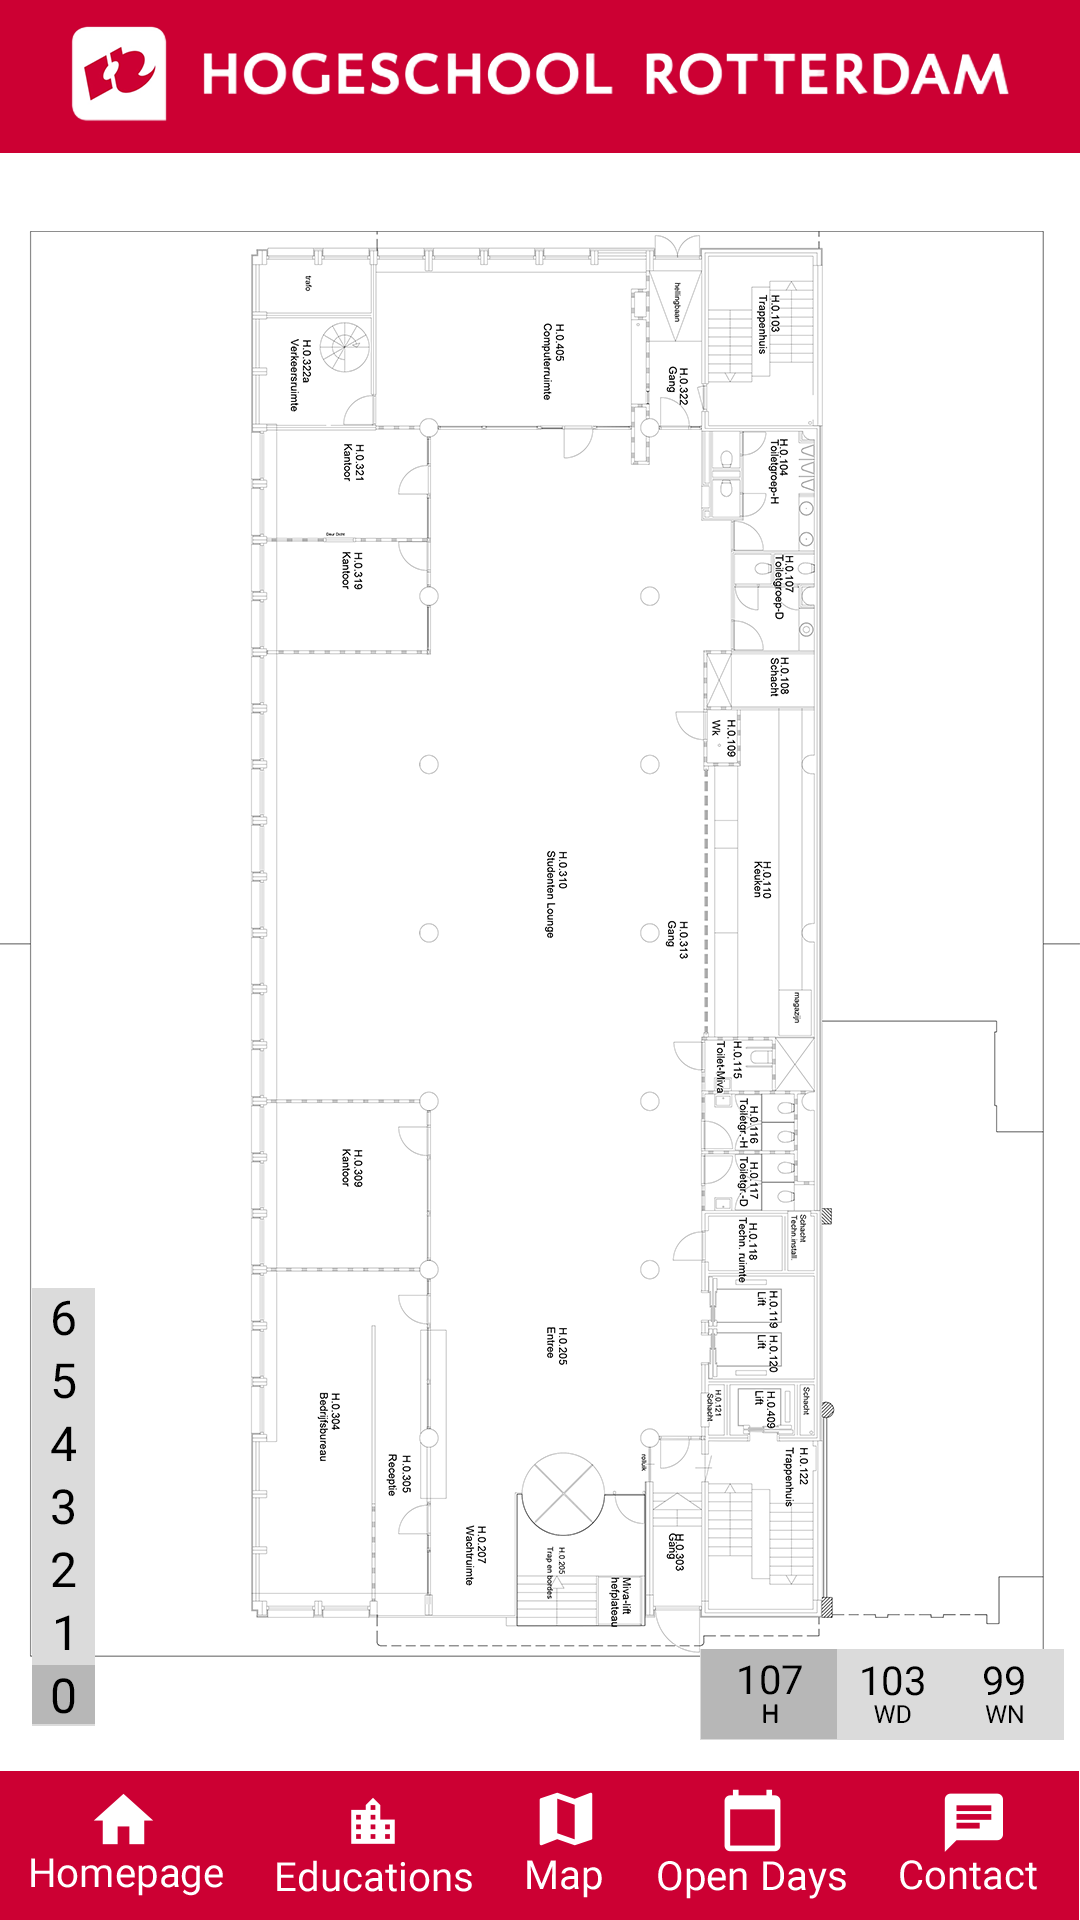 HOGESCHOOL ROTTERDAM
trafo
hellingbaan
H.0.103
Trappenhuis
H.0.405
Computerruimte
H.0.322a
Verkeersruimte
H.0.322
Gang
H.0.321
Kantoor
H.0.104
Toiletgroep-H
Deur Dicht
H.0.319
Kantoor
H.0.107
Toiletgroep-D
H.0.108
Schacht
H.0.109
Wk
H.0.310
Studenten Lounge
H.0.110
Keuken
H.0.313
Gang
magazijn
H.0.115
Toilet-Miva
H.0.116
Toiletgr.-H
H.0.309
Kantoor
H.0.117
Toiletgr.-D
H.0.118
Techn. ruimte
Schacht
Techn.install.
H.0.119
Lift
H.0.205
Entree
H.0.120
Lift
H.0.304
Bedrijfsbureau
H.0.121
Schacht
H.0.409
Lift
Schacht
H.0.305
Receptie
rolluik
H.0.122
Trappenhuis
H.0.207
Wachtruimte
H.0.205
Trap en bordes
H.0.303
Gang
Miva-lift
hefplateau
6
5
4
3
2
1
0
107 103 99
H WD WN
Homepage Educations Map Open Days Contact